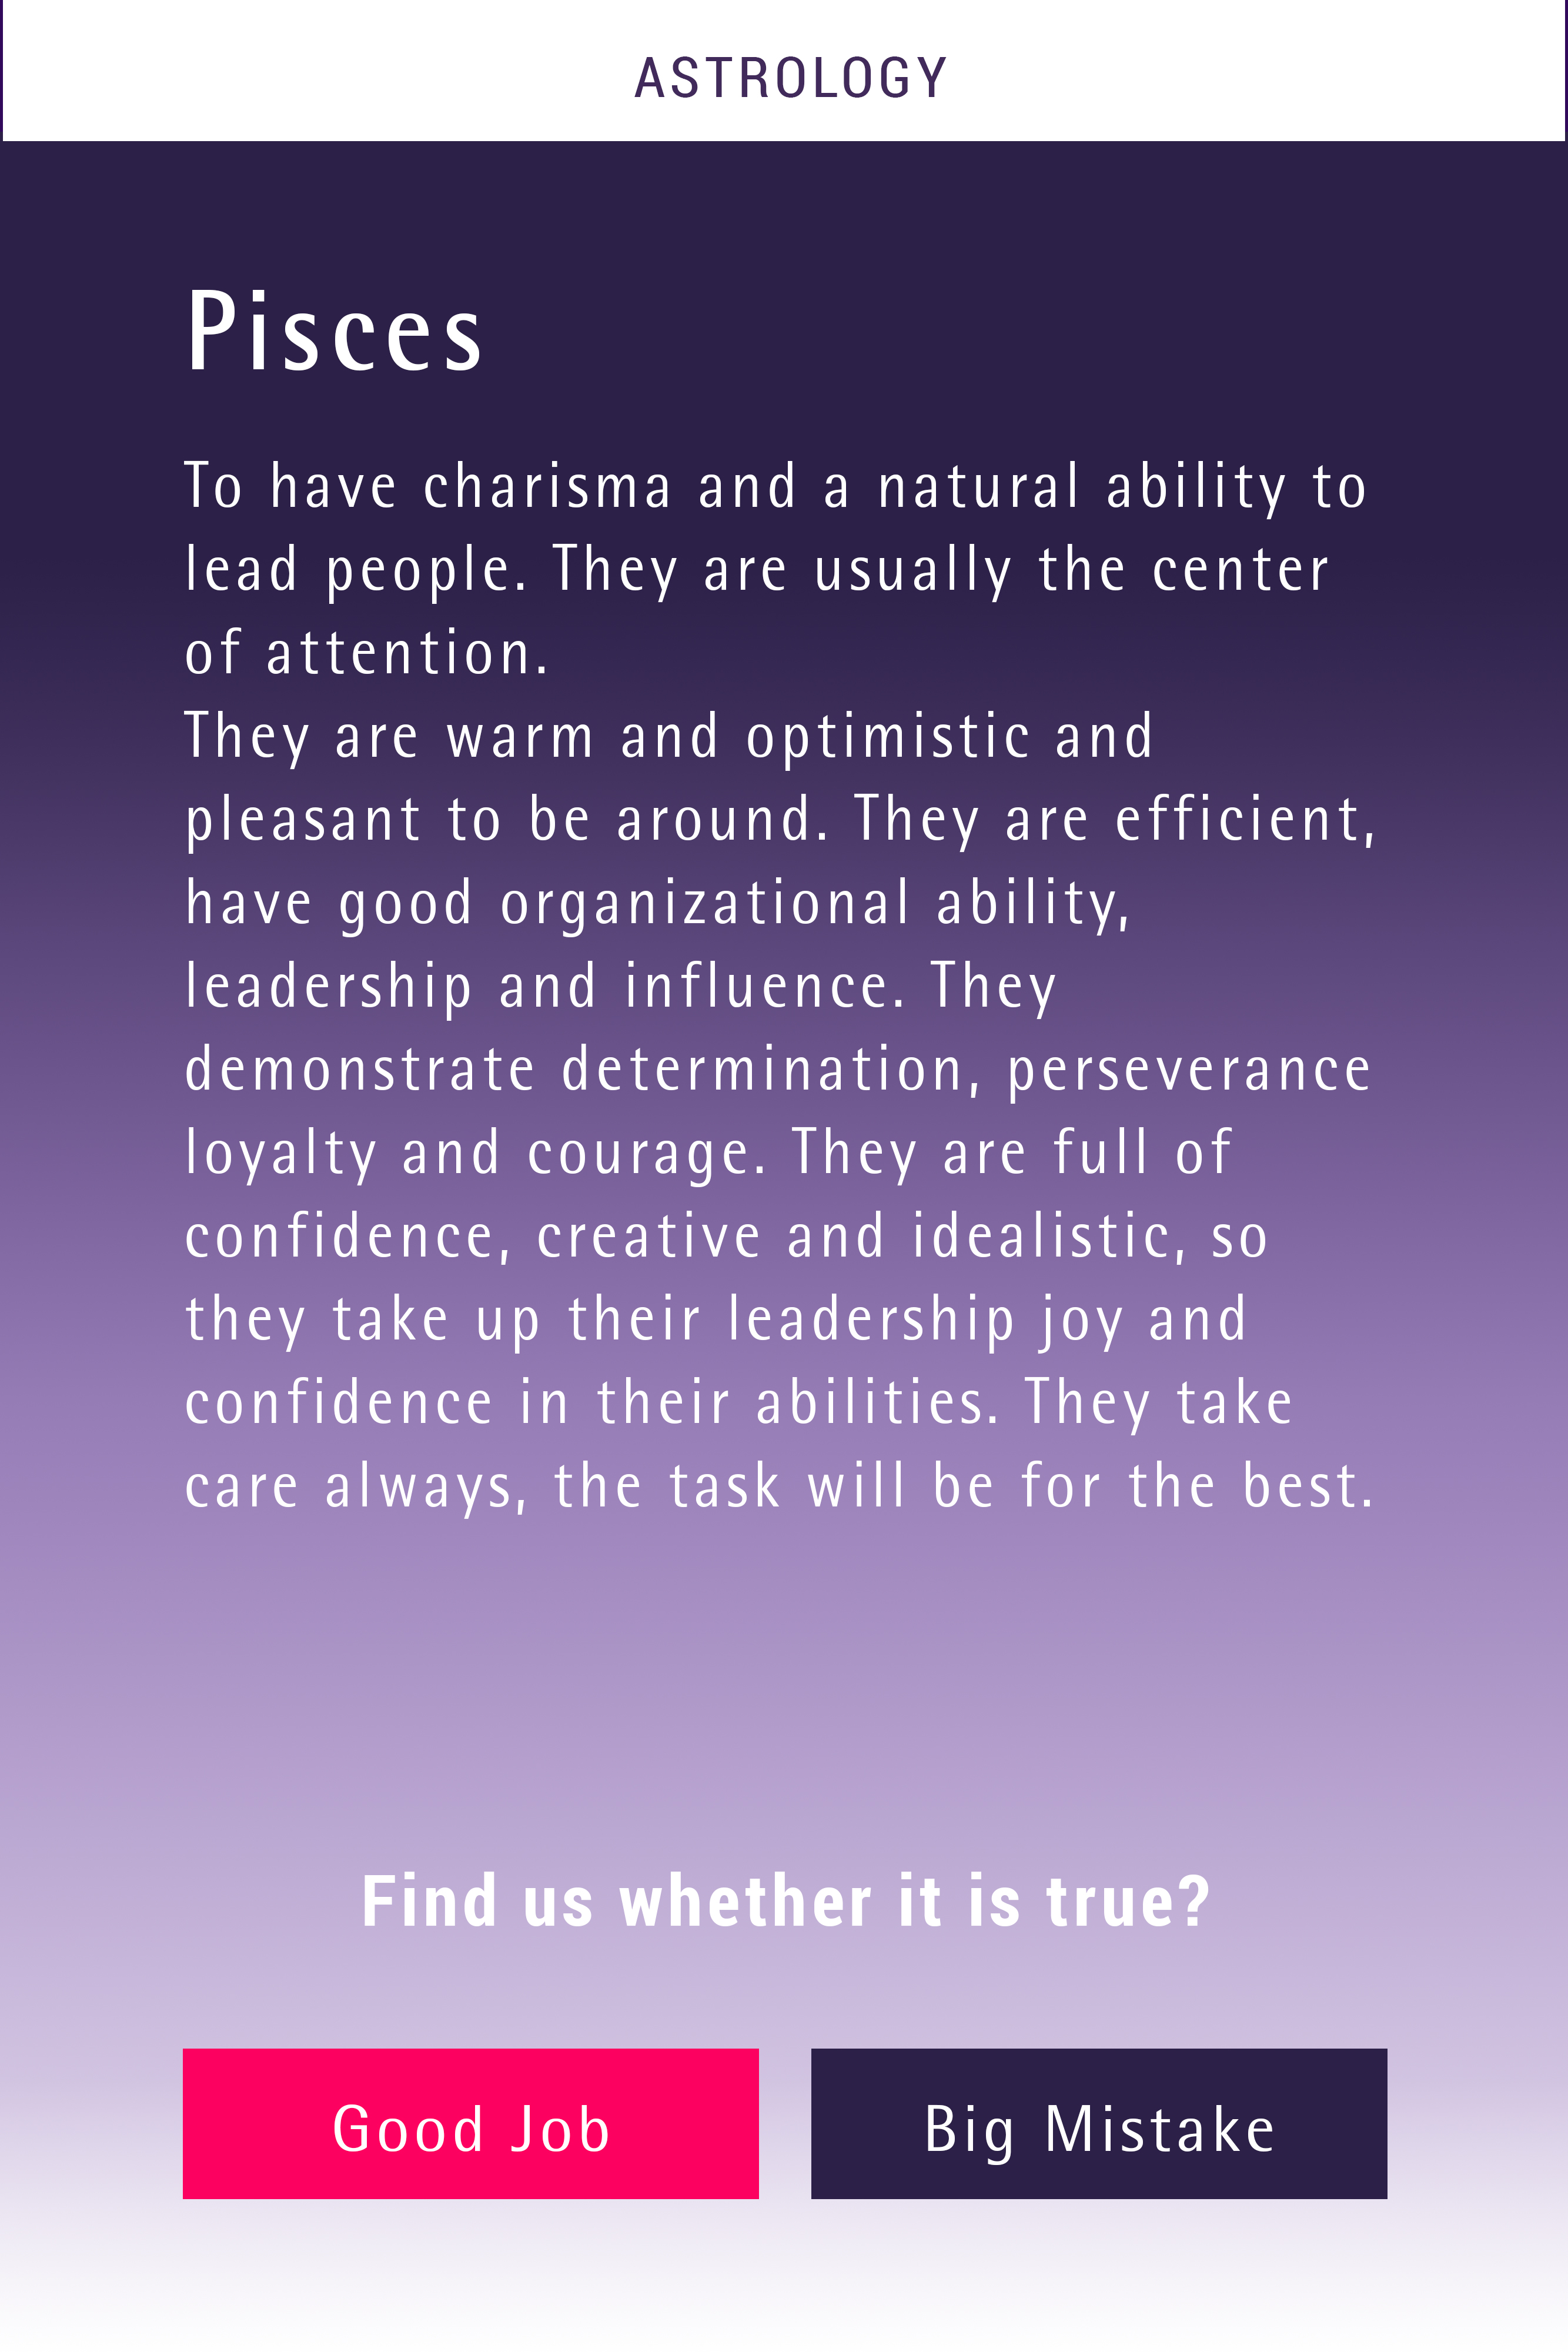 ASTROLOGY
Pisces
To have charisma and a natural ability to
lead people. They are usually the center
of attention.
They are warm and optimistic and
pleasant to be around. They are efficient,
have good organizational ability,
leadership and influence. They
demonstrate determination, perseverance
loyalty and courage. They are full of
confidence, creative and idealistic, so
they take up their leadership joy and
confidence in their abilities. They take
care always, the task will be for the best.
Find us whether it is true?
Good Job
Big Mistake